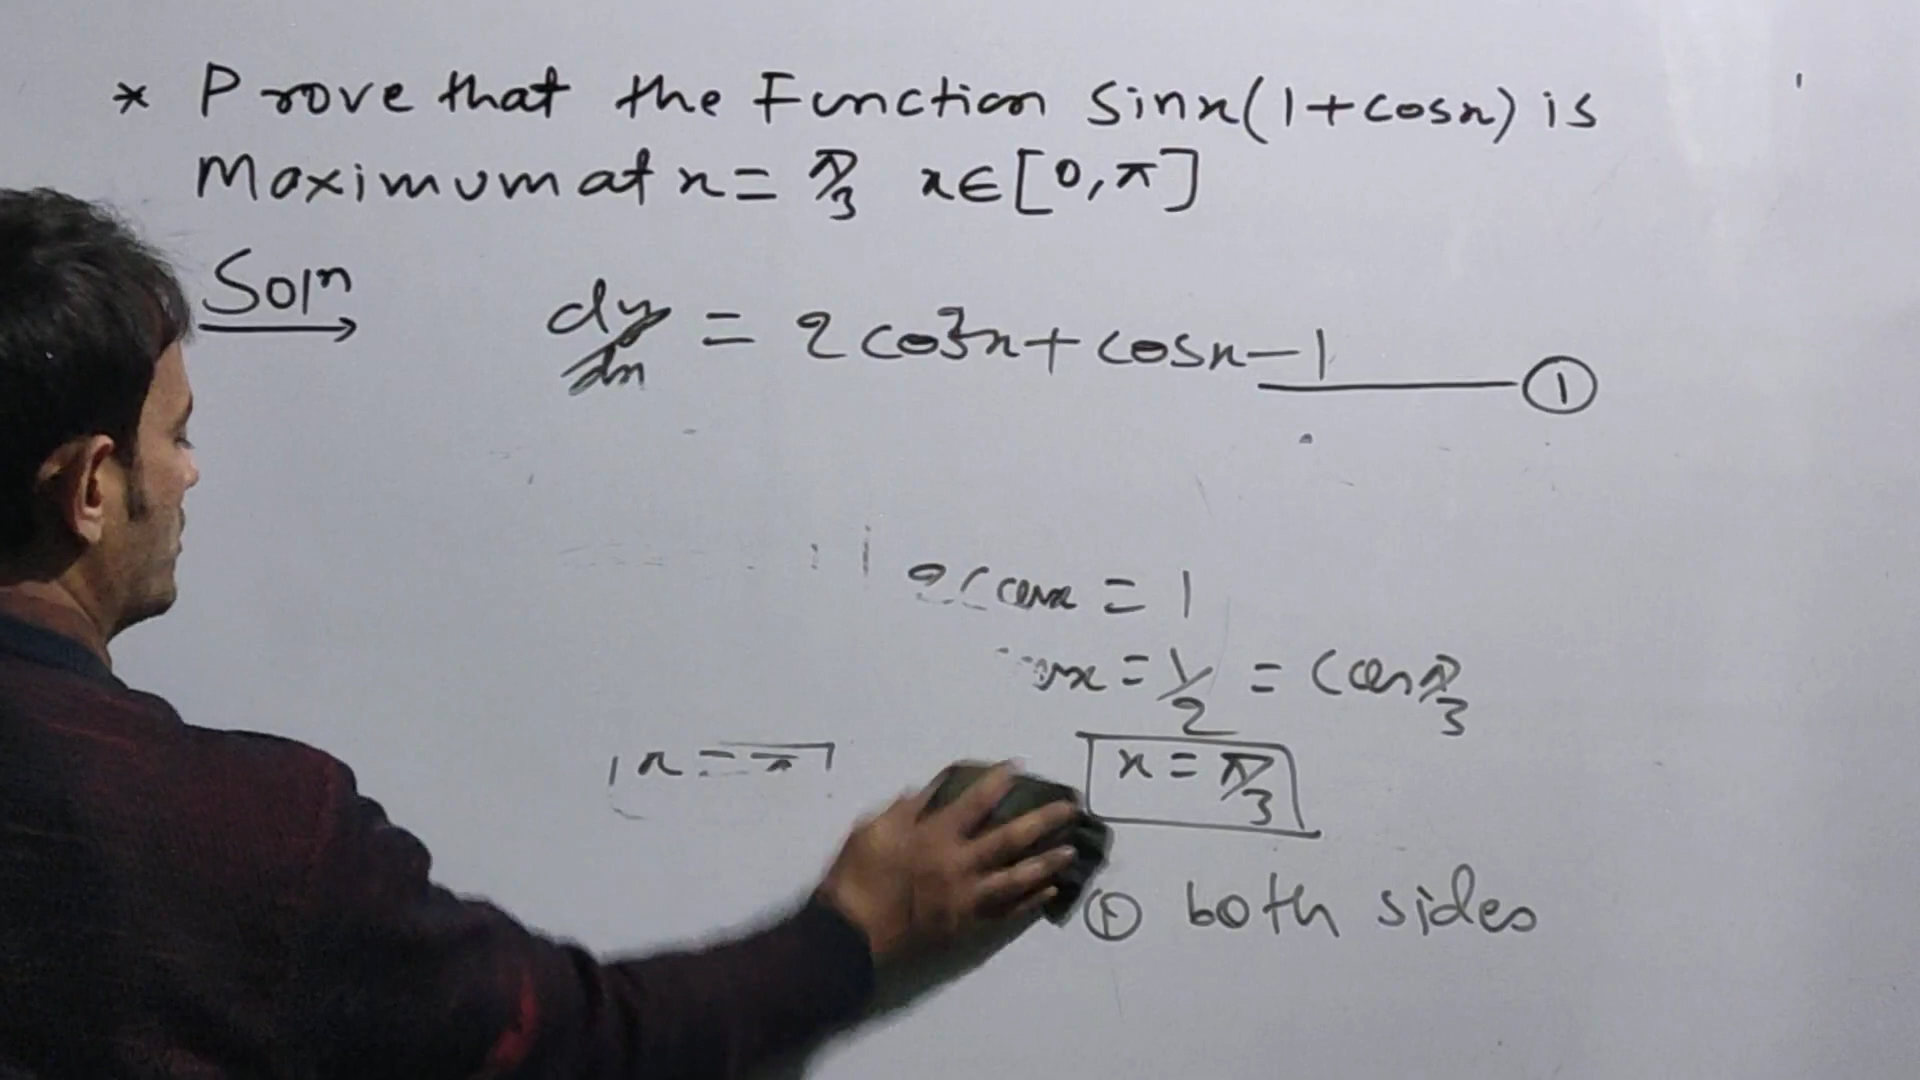 * Prove that the Function sinx(1+cosx) is
Maximum at x = π/3 x∈[0,π]
Soln
dy/dx = 2cos²x + cosx - 1 ——— ①
2cosx = 1
x = 1/2 = cos π/3
x = π
x = π/3
① both sides